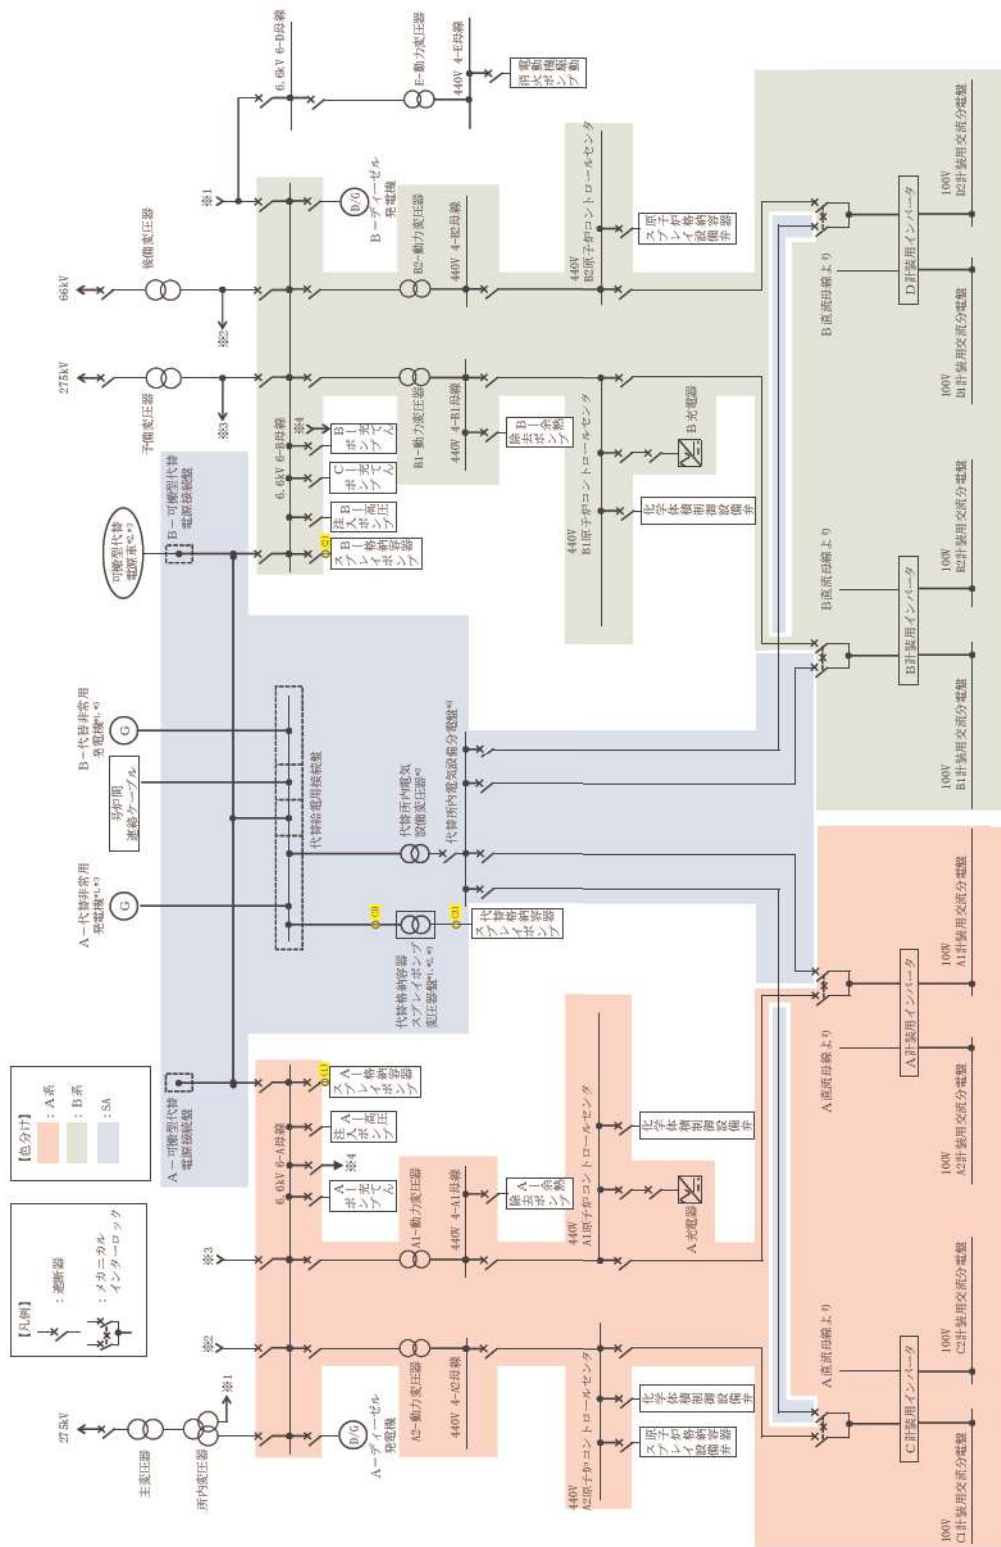 【凡例】
：遮断器
：メカニカル
インターロック
【色分け】
：A系
：B系
：SA
275kV
主変圧器
所内変圧器
※1
※2
※3
A－可搬型代替
電源接続盤
A－代替非常用
発電機*1,*3
号炉間
連絡ケーブル
B－代替非常用
発電機*1,*3
可搬型代替
電源車*2,*3
B－可搬型代替
電源接続盤
275kV
予備変圧器
※3
66kV
後備変圧器
※2
※1
6.6kV 6-D母線
E-動力変圧器
440V 4-E母線
電動機駆動
消火ポンプ
D/G
A－ディーゼル
発電機
6.6kV 6-A母線
A－充てん
ポンプ
※4
A－高圧
注入ポンプ
A－格納容器
スプレイポンプ
代替給電用接続盤
代替格納容器
スプレイポンプ
代替所内電気
代替所内電気設備分電盤*3
代替格納容器
スプレイポンプ
6.6kV 6-B母線
B－格納容器
スプレイポンプ
B－高圧
注入ポンプ
C－充てん
ポンプ
B－充てん
ポンプ
※4
D/G
B－ディーゼル
発電機
A2-動力変圧器
440V 4-A2母線
A1-動力変圧器
440V 4-A1母線
A－余熱
除去ポンプ
B1-動力変圧器
440V 4-B1母線
B－余熱
除去ポンプ
B2-動力変圧器
440V 4-B2母線
440V
A2原子炉コントロールセンタ
原子炉格納容器
スプレイ設備弁
化学体積制御設備弁
440V
A1原子炉コントロールセンタ
A充電器
化学体積制御設備弁
440V
B1原子炉コントロールセンタ
化学体積制御設備弁
B充電器
440V
B2原子炉コントロールセンタ
原子炉格納容器
スプレイ設備弁
A直流母線より
C計装用インバータ
100V
C1計装用交流分電盤
100V
C2計装用交流分電盤
A直流母線より
A計装用インバータ
100V
A2計装用交流分電盤
100V
A1計装用交流分電盤
B直流母線より
B計装用インバータ
100V
B1計装用交流分電盤
100V
B2計装用交流分電盤
B直流母線より
D計装用インバータ
100V
D1計装用交流分電盤
100V
D2計装用交流分電盤